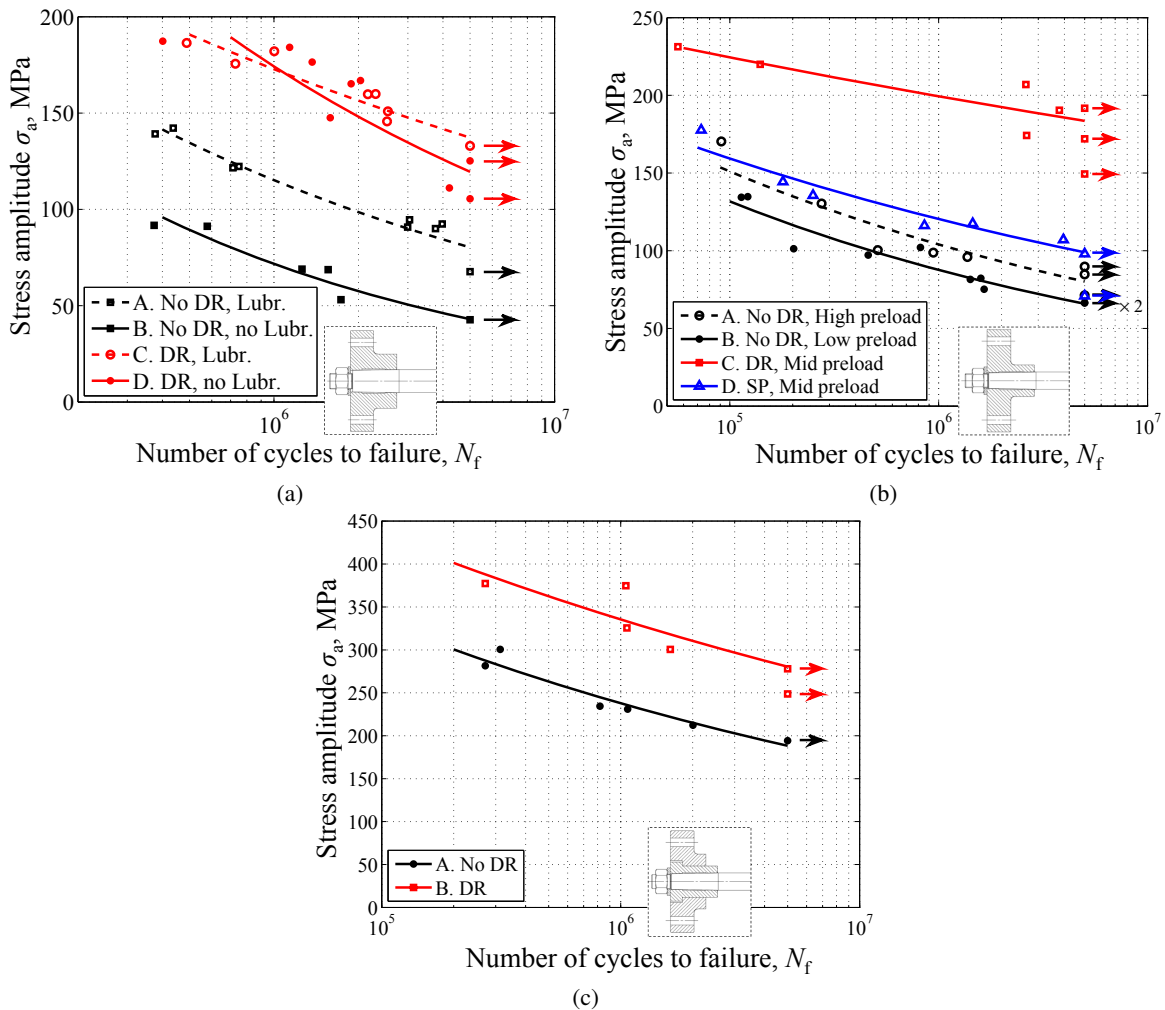 200
150
100
50
0
Stress amplitude σa, MPa
A. No DR, Lubr.
B. No DR, no Lubr.
C. DR, Lubr.
D. DR, no Lubr.
10^6
10^7
Number of cycles to failure, Nf
(a)
250
200
150
100
50
0
Stress amplitude σa, MPa
× 2
A. No DR, High preload
B. No DR, Low preload
C. DR, Mid preload
D. SP, Mid preload
10^5
10^6
10^7
Number of cycles to failure, Nf
(b)
450
400
350
300
250
200
150
100
50
0
Stress amplitude σa, MPa
A. No DR
B. DR
10^5
10^6
10^7
Number of cycles to failure, Nf
(c)